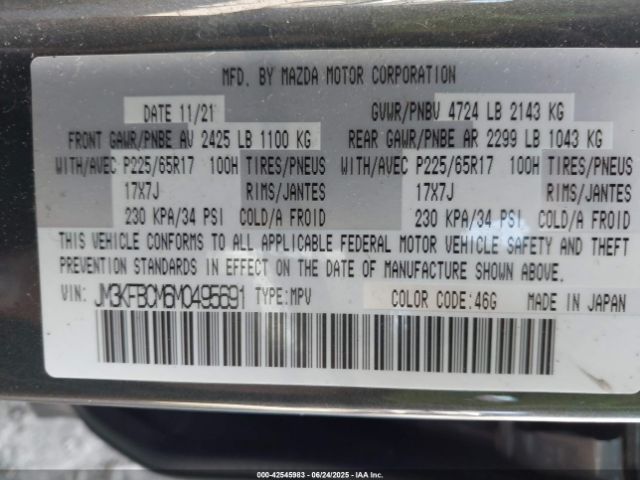 MFD. BY MAZDA MOTOR CORPORATION
DATE 11/21 GVWR/PNBV 4724 LB 2143 KG
FRONT GAWR/PNBE AV 2425 LB 1100 KG REAR GAWR/PNBE AR 2299 LB 1043 KG
WITH/AVEC P225/65R17 100H TIRES/PNEUS WITH/AVEC P225/65R17 100H TIRES/PNEUS
17X7J RIMS/JANTES 17X7J RIMS/JANTES
230 KPA/34 PSI COLD/A FROID 230 KPA/34 PSI COLD/A FROID
THIS VEHICLE CONFORMS TO ALL APPLICABLE FEDERAL MOTOR VEHICLE SAFETY AND THEFT
PREVENTION STANDARDS IN EFFECT ON THE DATE OF MANUFACTURE SHOWN ABOVE.
VIN: JM3KFBCM6M0495691 TYPE:MPV COLOR CODE:46G MADE IN JAPAN
000-42545983 - 06/24/2025 - IAAI.COM